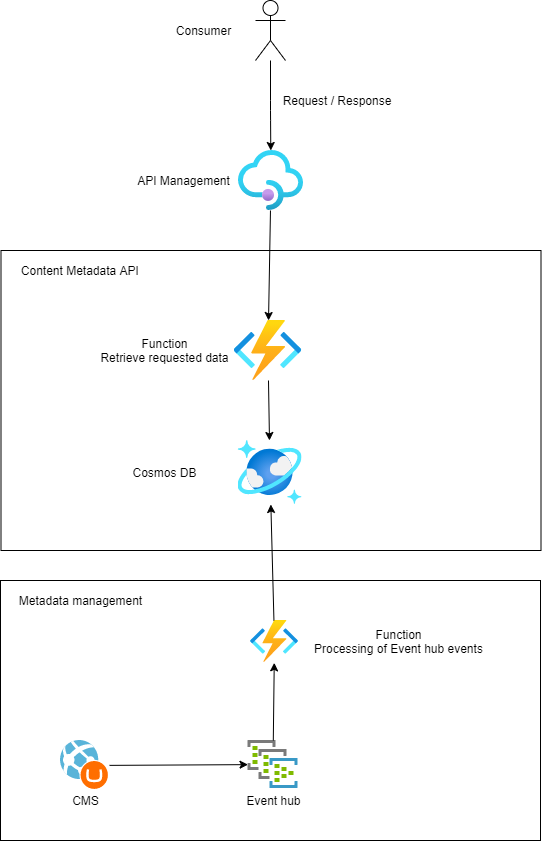 Consumer
Request / Response
API Management
Content Metadata API
Function
Retrieve requested data
Cosmos DB
Metadata management
Function
Processing of Event hub events
CMS
Event hub